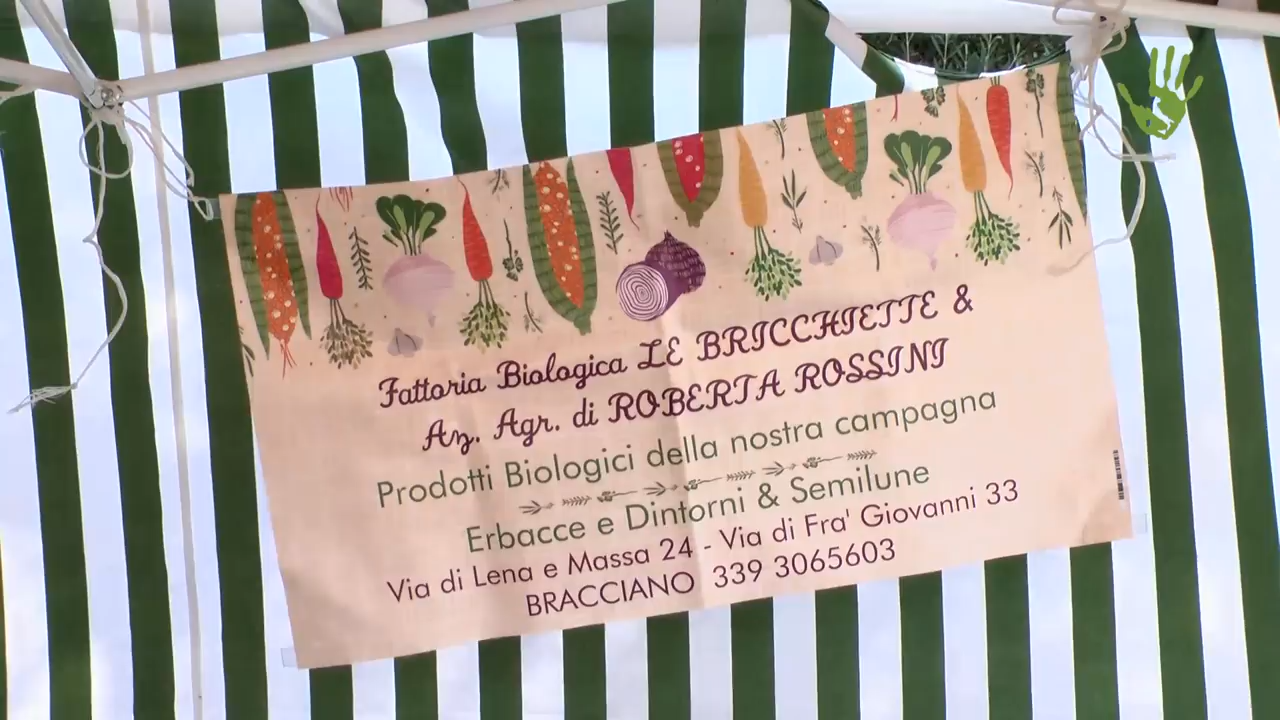 Fattoria Biologica LE BRICCHIETTE &
Az. Agr. di ROBERTA ROSSINI
Prodotti Biologici della nostra campagna
Erbacce e Dintorni & Semilune
Via di Lena e Massa 24 - Via di Fra' Giovanni 33
BRACCIANO 339 3065603